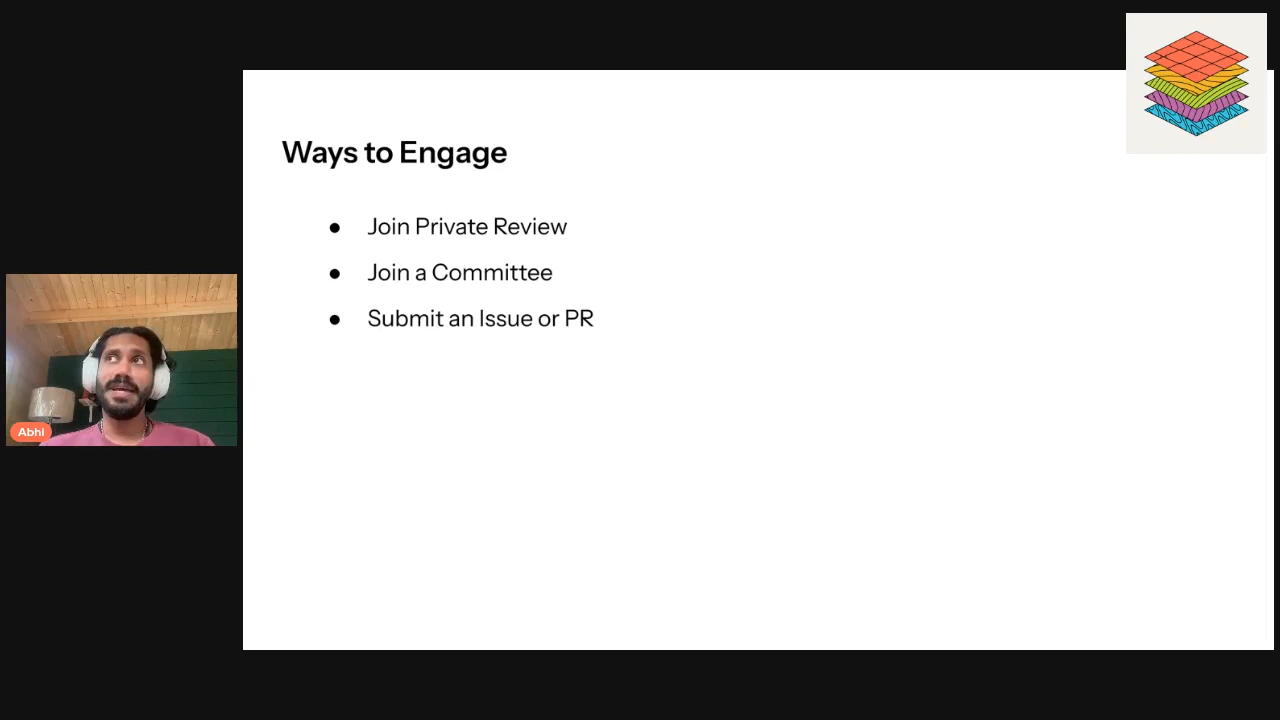 Ways to Engage
● Join Private Review
● Join a Committee
● Submit an Issue or PR
Abhi